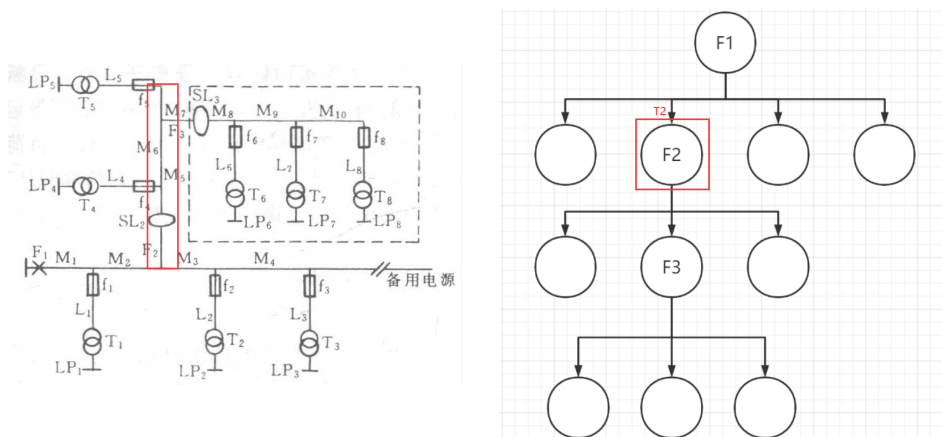 LP₅ T₅ L₅ f₅
SL₃
M₇ M₈ M₉ M₁₀
F₃
f₆ f₇ f₈
M₆
L₆ L₇ L₈
LP₄ T₄ L₄ f₄ M₅
T₆ T₇ T₈
LP₆ LP₇ LP₈
SL₂
F₂
F₁ M₁ M₂ M₃ M₄
备用电源
f₁ f₂ f₃
L₁ L₂ L₃
T₁ T₂ T₃
LP₁ LP₂ LP₃
F1
T2
F2
F3